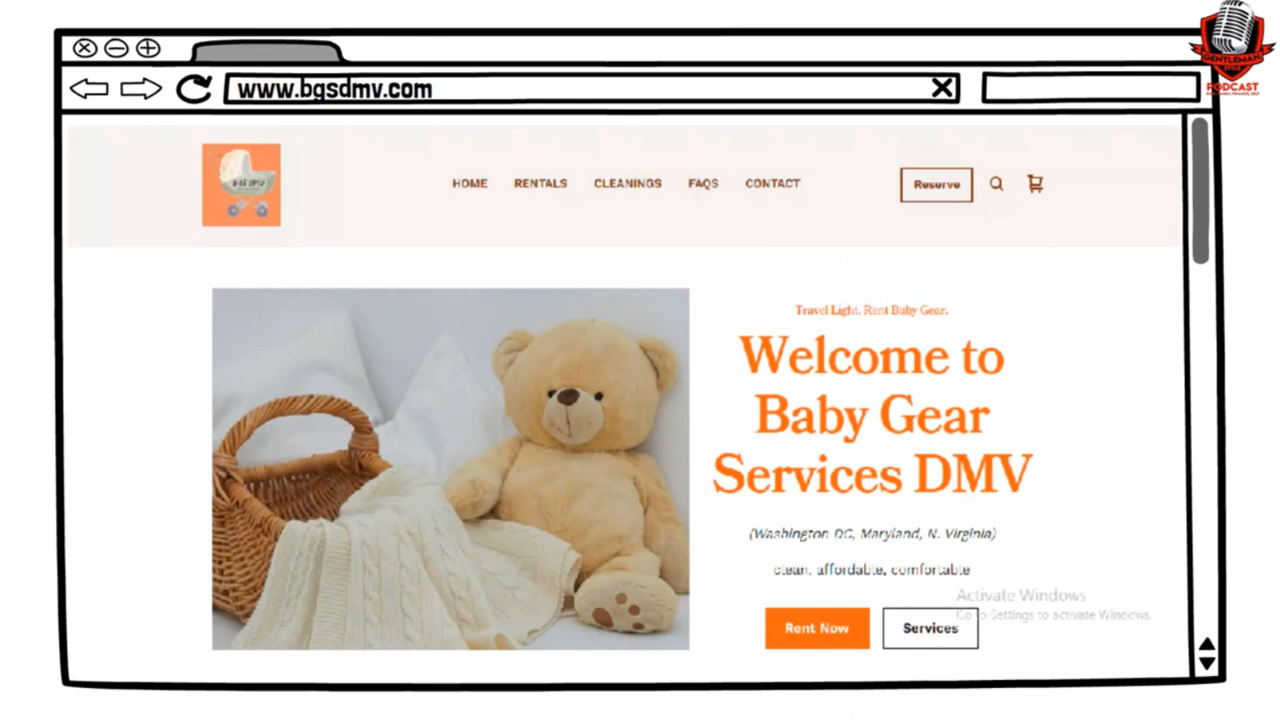 GENTLEMAN
STYLE
PODCAST
www.bgsdmv.com
HOME RENTALS CLEANINGS FAQS CONTACT Reserve
Travel Light. Rent Baby Gear.
Welcome to
Baby Gear
Services DMV
(Washington DC, Maryland, N. Virginia)
clean, affordable, comfortable
Activate Windows
Go to Settings to activate Windows.
Rent Now Services